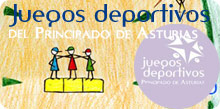 Juegos deportivos
DEL PRINCIPADO DE ASTURIAS
juegos
deportivos
PRINCIPADO DE ASTURIAS